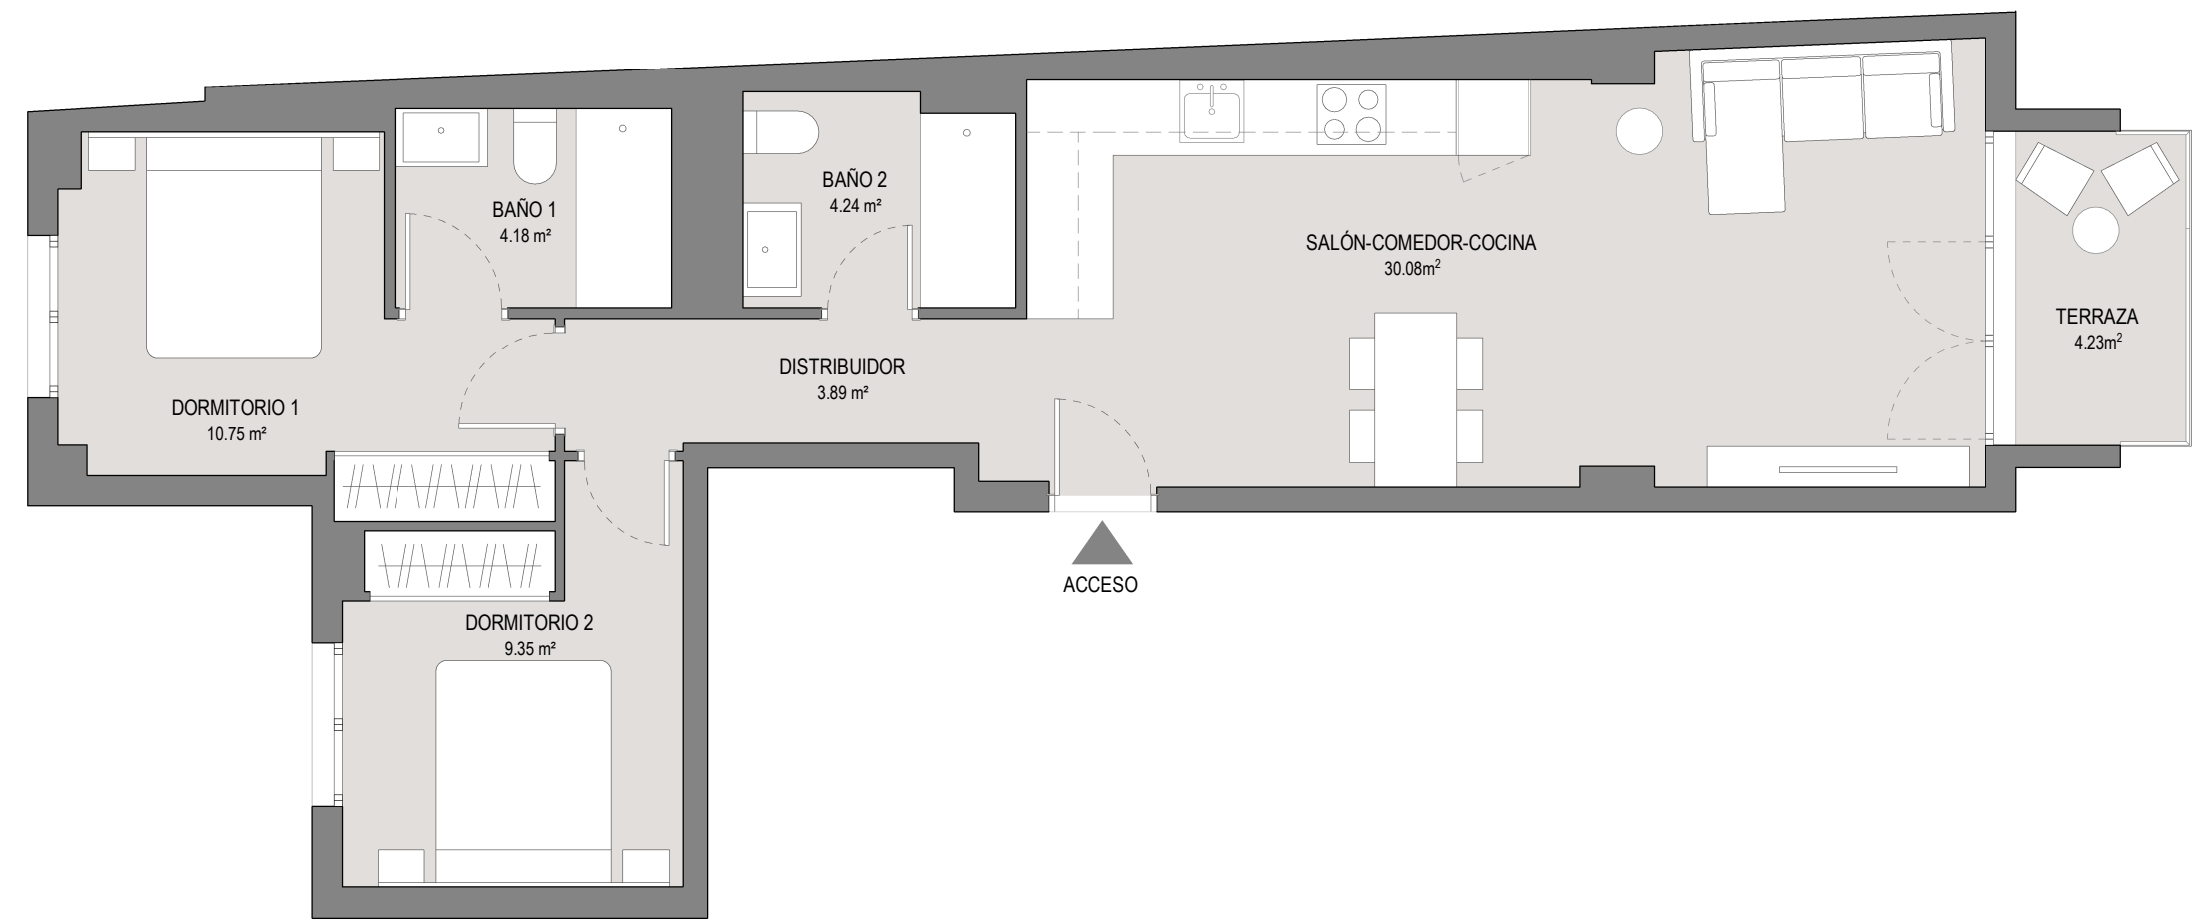 BAÑO 1
4.18 m²
BAÑO 2
4.24 m²
SALÓN-COMEDOR-COCINA
30.08m²
TERRAZA
4.23m²
DISTRIBUIDOR
3.89 m²
DORMITORIO 1
10.75 m²
ACCESO
DORMITORIO 2
9.35 m²